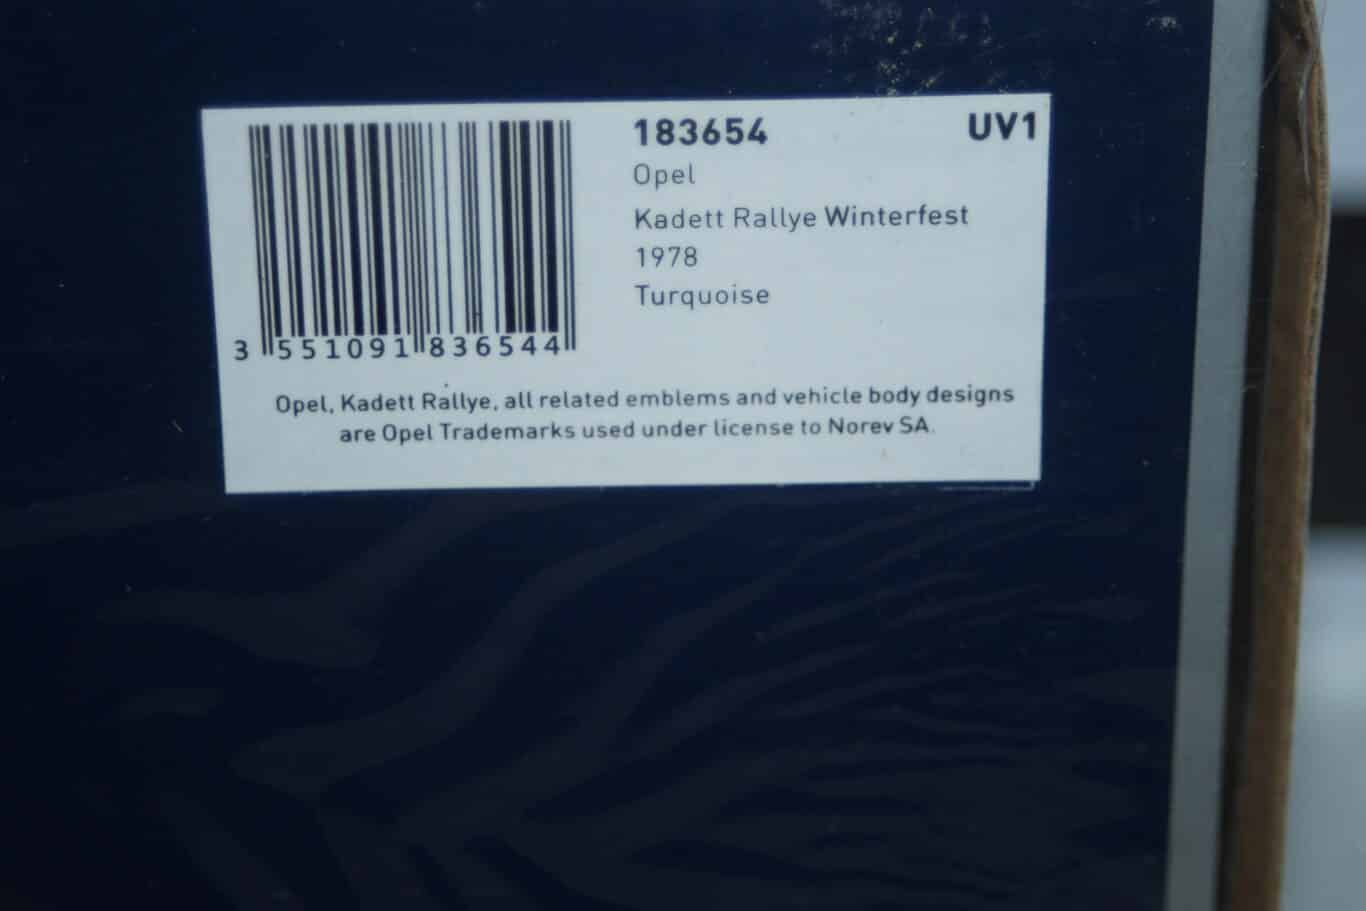 183654 UV1
Opel
Kadett Rallye Winterfest
1978
Turquoise
3 551091 836544
Opel, Kadett Rallye, all related emblems and vehicle body designs
are Opel Trademarks used under license to Norev SA.